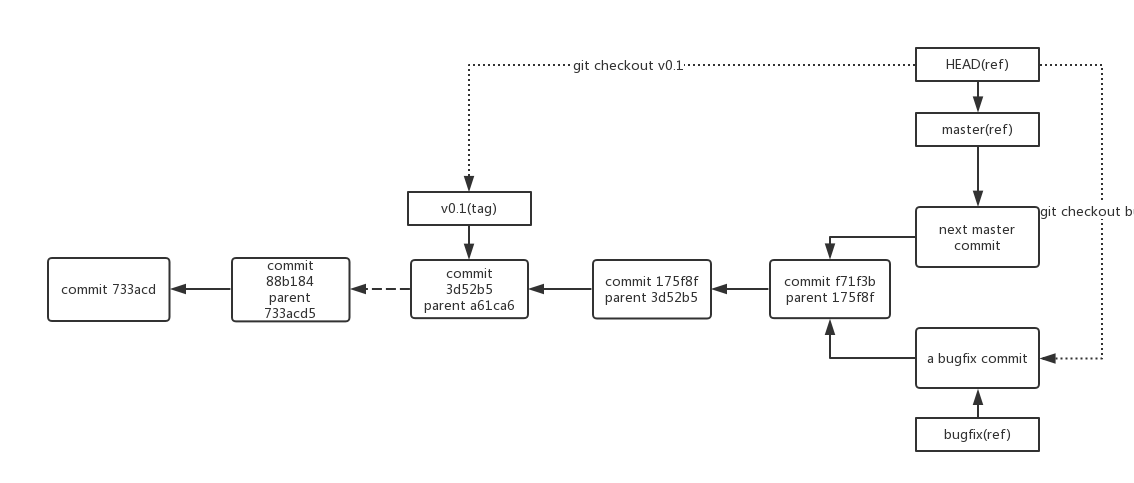 HEAD(ref)
git checkout v0.1
master(ref)
v0.1(tag)
git checkout
next master
commit
commit 733acd
commit
88b184
parent
733acd5
commit
3d52b5
parent a61ca6
commit 175f8f
parent 3d52b5
commit f71f3b
parent 175f8f
a bugfix commit
bugfix(ref)